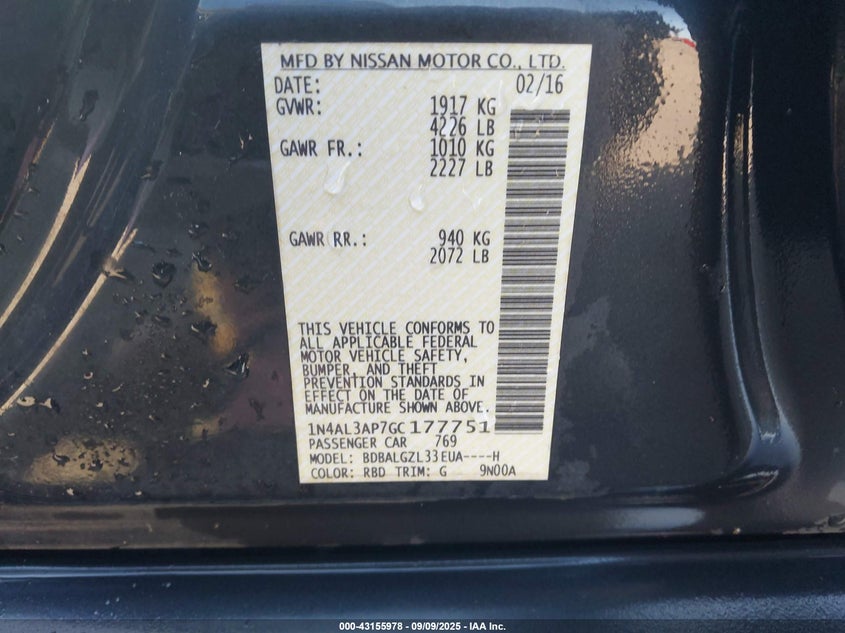 MFD BY NISSAN MOTOR CO., LTD.
DATE: 02/16
GVWR: 1917 KG
4226 LB
GAWR FR.: 1010 KG
2227 LB
GAWR RR.: 940 KG
2072 LB
THIS VEHICLE CONFORMS TO
ALL APPLICABLE FEDERAL
MOTOR VEHICLE SAFETY,
BUMPER, AND THEFT
PREVENTION STANDARDS IN
EFFECT ON THE DATE OF
MANUFACTURE SHOWN ABOVE.
1N4AL3AP7GC177751
PASSENGER CAR 769
MODEL: BDBALGZL33EUA----H
COLOR: RBD TRIM: G 9N00A
000-43155978 - 09/09/2025 - IAA Inc.